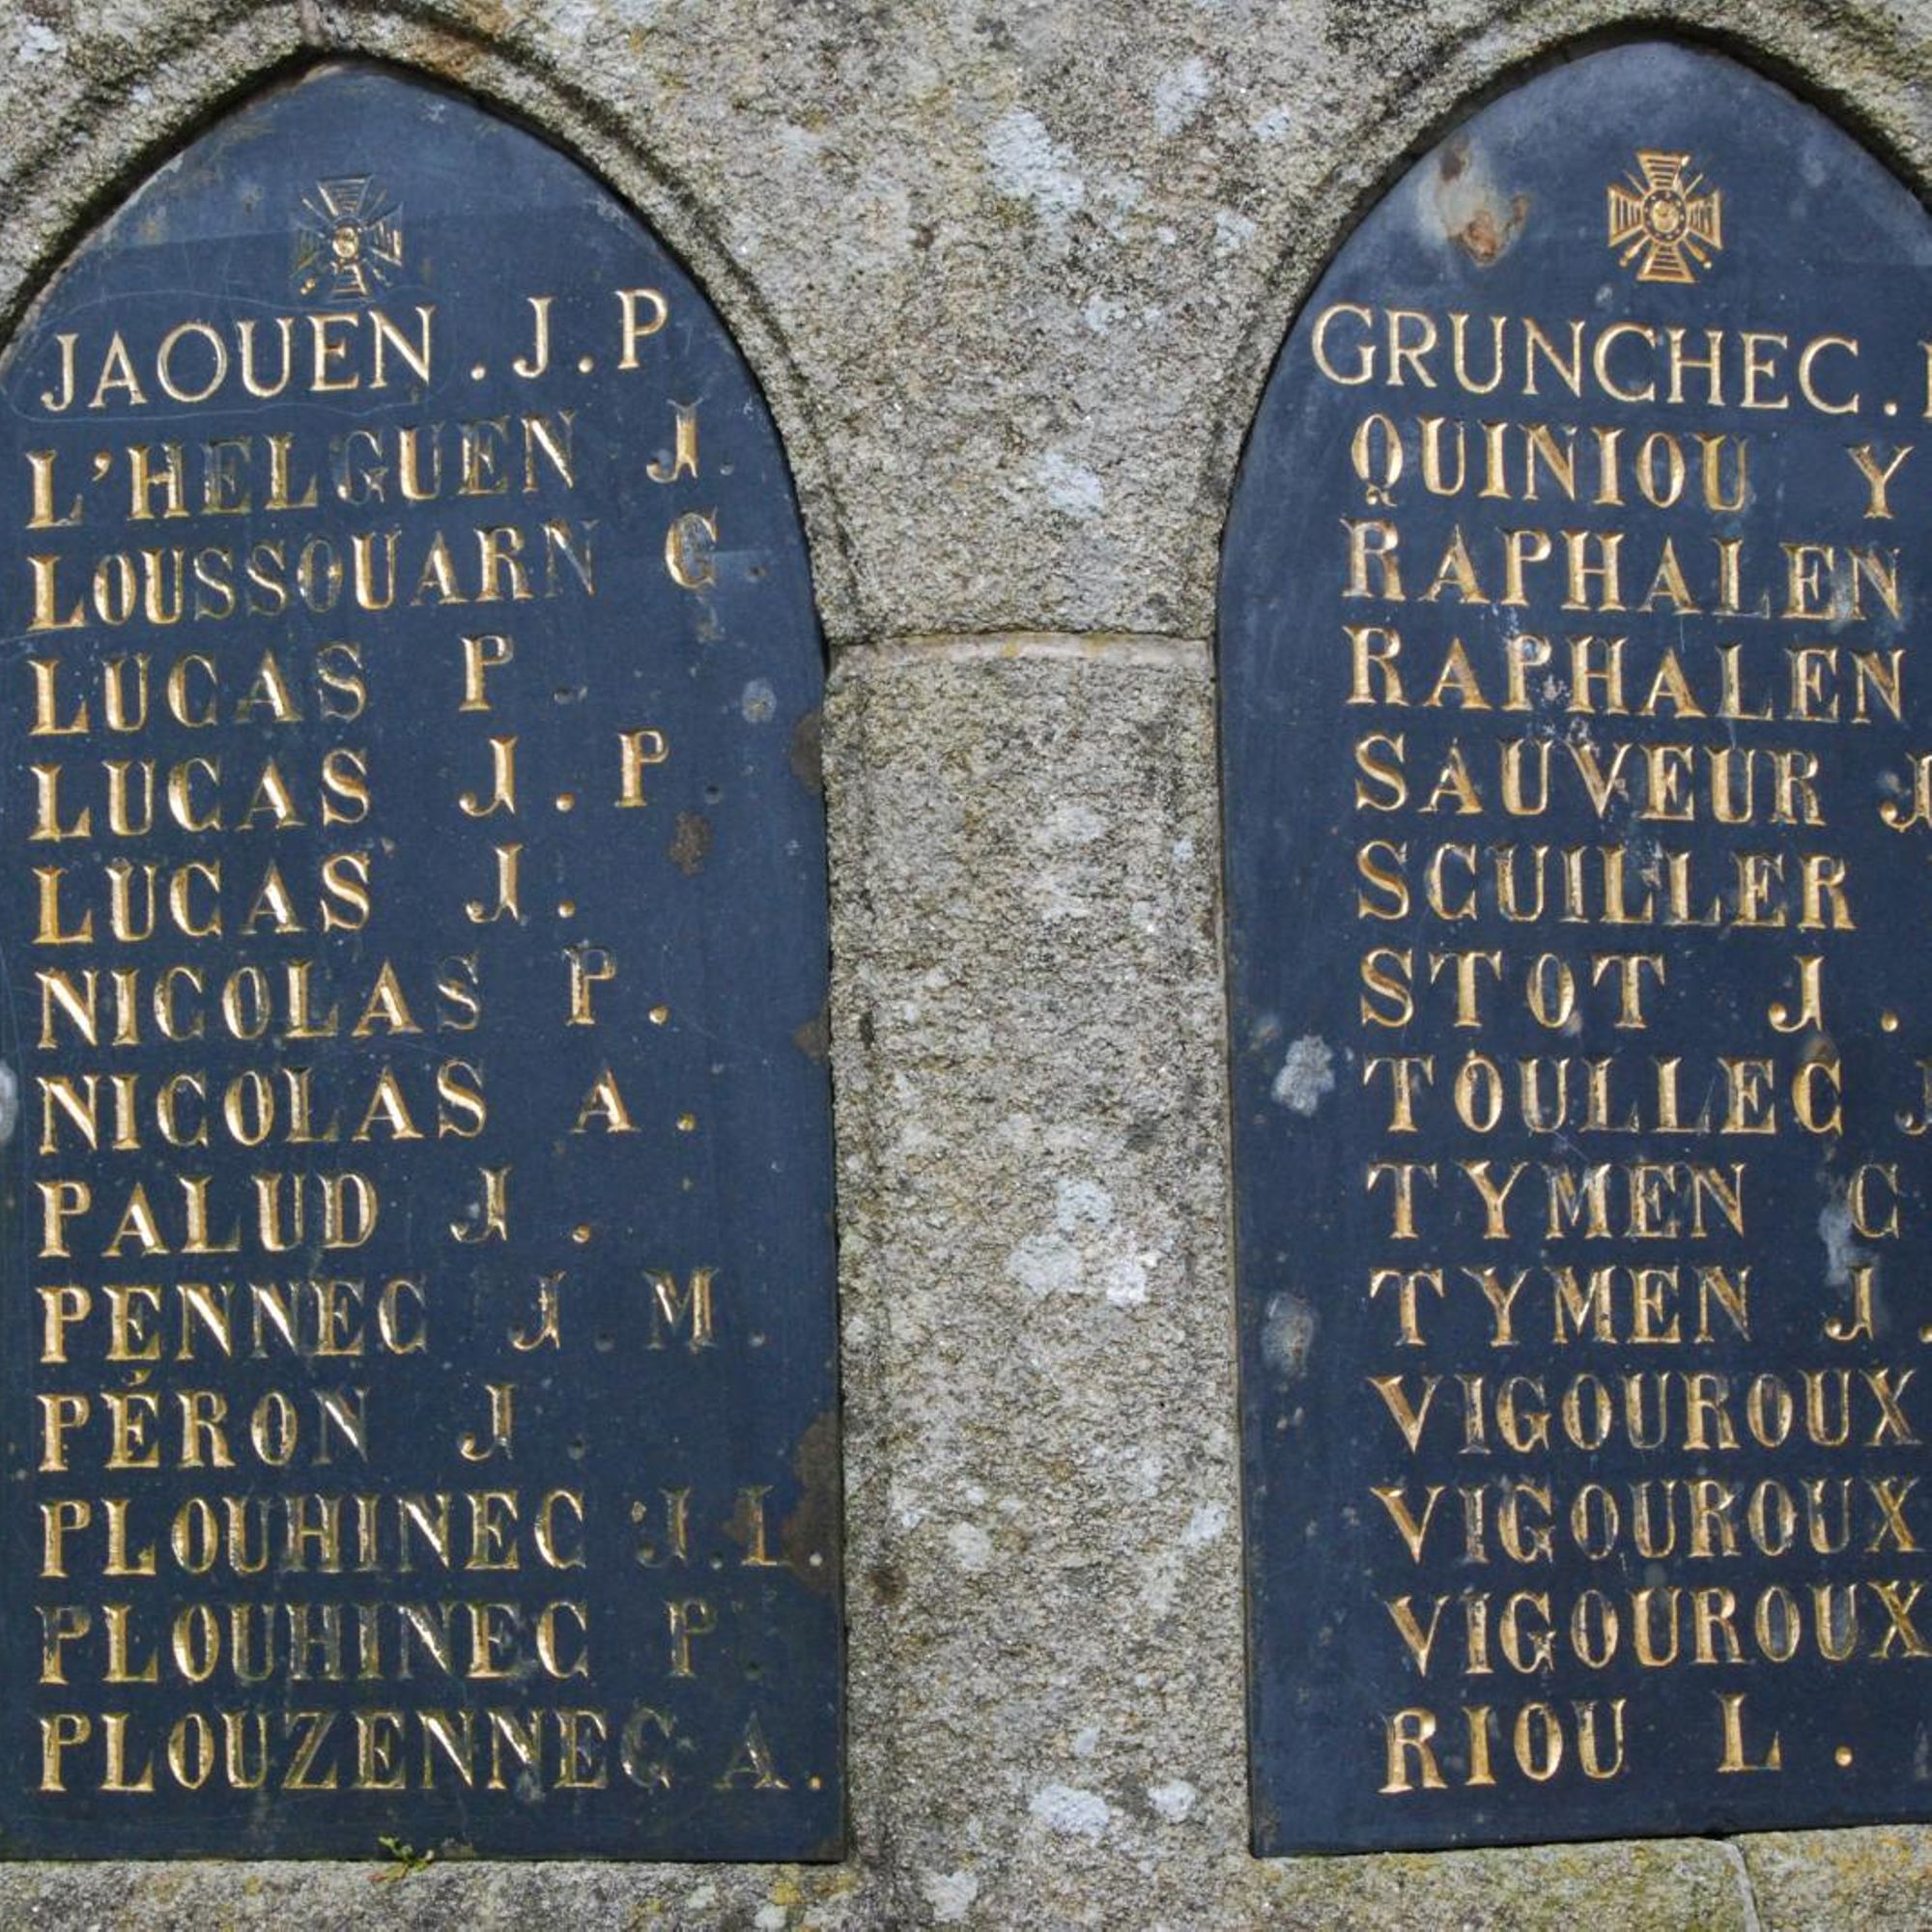 JAOUEN.J.P
L'HELGUEN J.
LOUSSOUARN G
LUCAS P.
LUCAS J.P.
LUCAS J.
NICOLAS P.
NICOLAS A.
PALUD J.
PENNEC J.M.
PÉRON J.
PLOUHINEC J.L.
PLOUHINEC P.
PLOUZENNEC A.
GRUNCHEC.
QUINIOU Y
RAPHALEN
RAPHALEN
SAUVEUR J
SCUILLER
STOT J.
TOULLEC J
TYMEN C
TYMEN J.
VIGOUROUX
VIGOUROUX
VIGOUROUX
RIOU L.